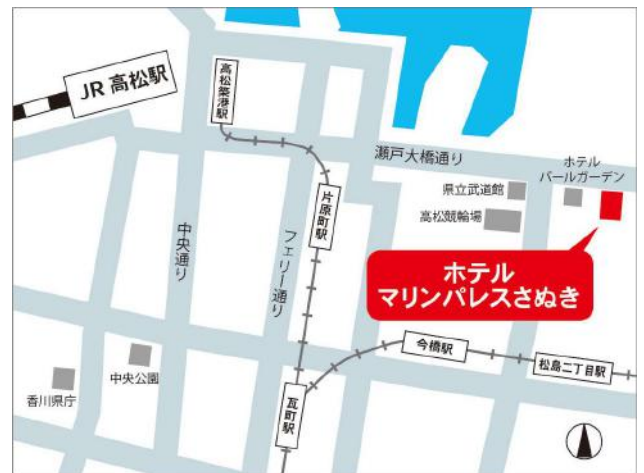 JR 高松駅
高松築港駅
瀬戸大橋通り
ホテル
パールガーデン
県立武道館
高松競輪場
片原町駅
中央通り
フェリー通り
ホテル
マリンパレスさぬき
今橋駅
松島二丁目駅
中央公園
香川県庁
瓦町駅